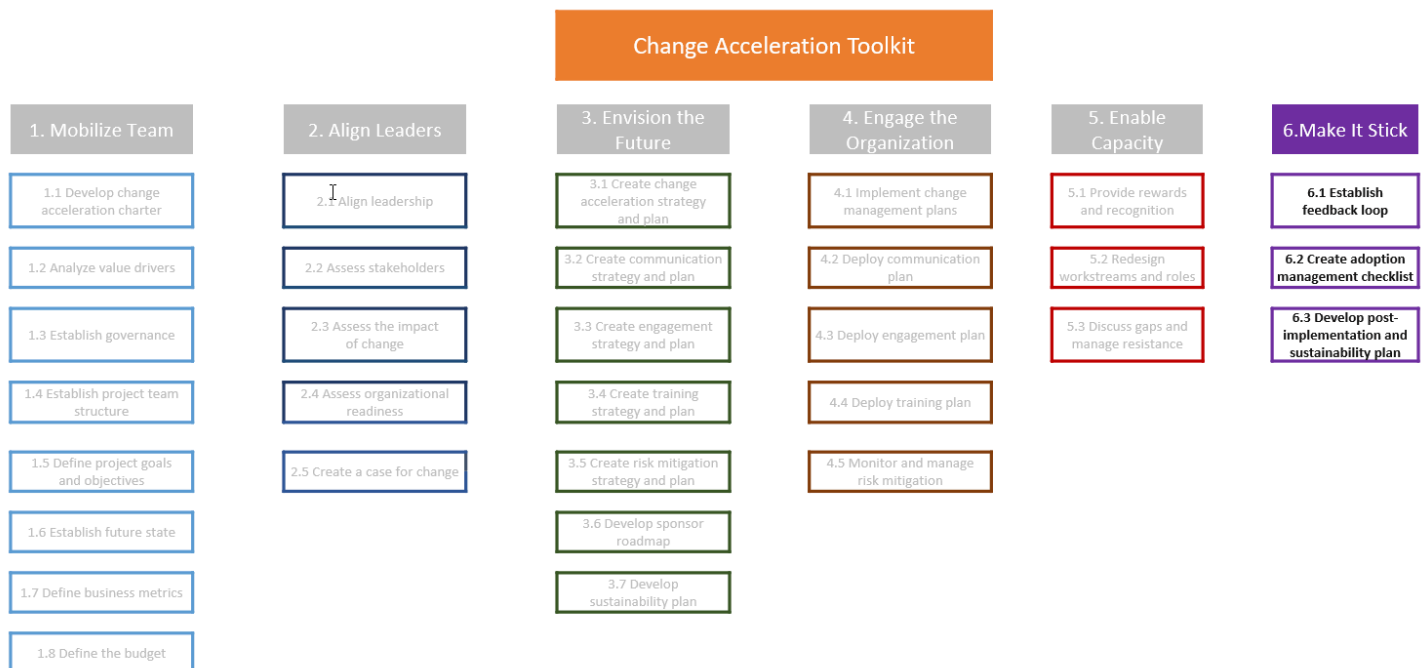 Change Acceleration Toolkit
1. Mobilize Team
1.1 Develop change
acceleration charter
1.2 Analyze value drivers
1.3 Establish governance
1.4 Establish project team
structure
1.5 Define project goals
and objectives
1.6 Establish future state
1.7 Define business metrics
1.8 Define the budget
2. Align Leaders
2.1 Align leadership
2.2 Assess stakeholders
2.3 Assess the impact
of change
2.4 Assess organizational
readiness
2.5 Create a case for change
3. Envision the
Future
3.1 Create change
acceleration strategy
and plan
3.2 Create communication
strategy and plan
3.3 Create engagement
strategy and plan
3.4 Create training
strategy and plan
3.5 Create risk mitigation
strategy and plan
3.6 Develop sponsor
roadmap
3.7 Develop
sustainability plan
4. Engage the
Organization
4.1 Implement change
management plans
4.2 Deploy communication
plan
4.3 Deploy engagement plan
4.4 Deploy training plan
4.5 Monitor and manage
risk mitigation
5. Enable
Capacity
5.1 Provide rewards
and recognition
5.2 Redesign
workstreams and roles
5.3 Discuss gaps and
manage resistance
6.Make It Stick
6.1 Establish
feedback loop
6.2 Create adoption
management checklist
6.3 Develop post-
implementation and
sustainability plan